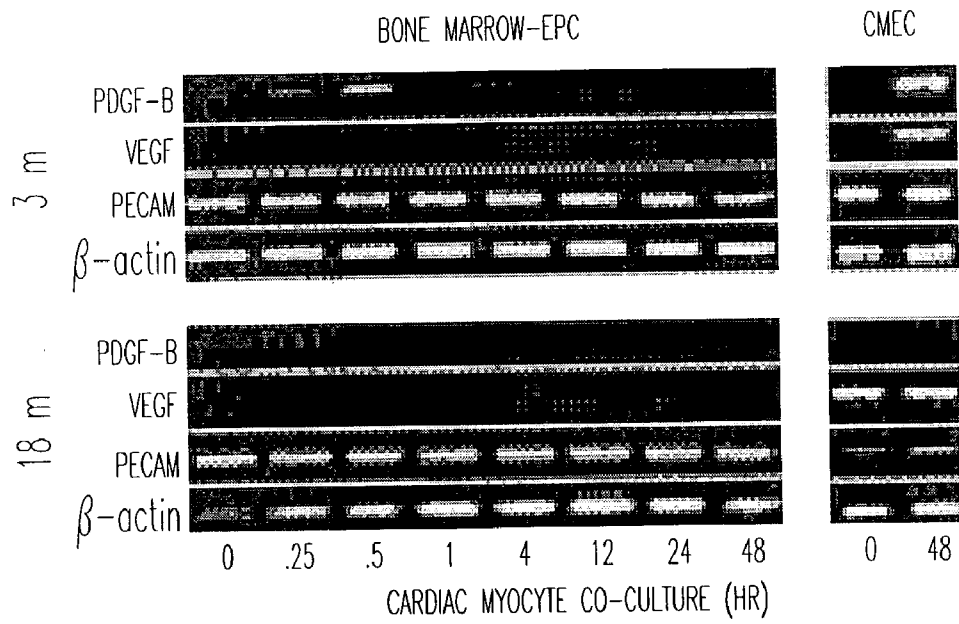 BONE MARROW-EPC
CMEC
3 m
PDGF-B
VEGF
PECAM
β-actin
18 m
PDGF-B
VEGF
PECAM
β-actin
0 .25 .5 1 4 12 24 48
0 48
CARDIAC MYOCYTE CO-CULTURE (HR)